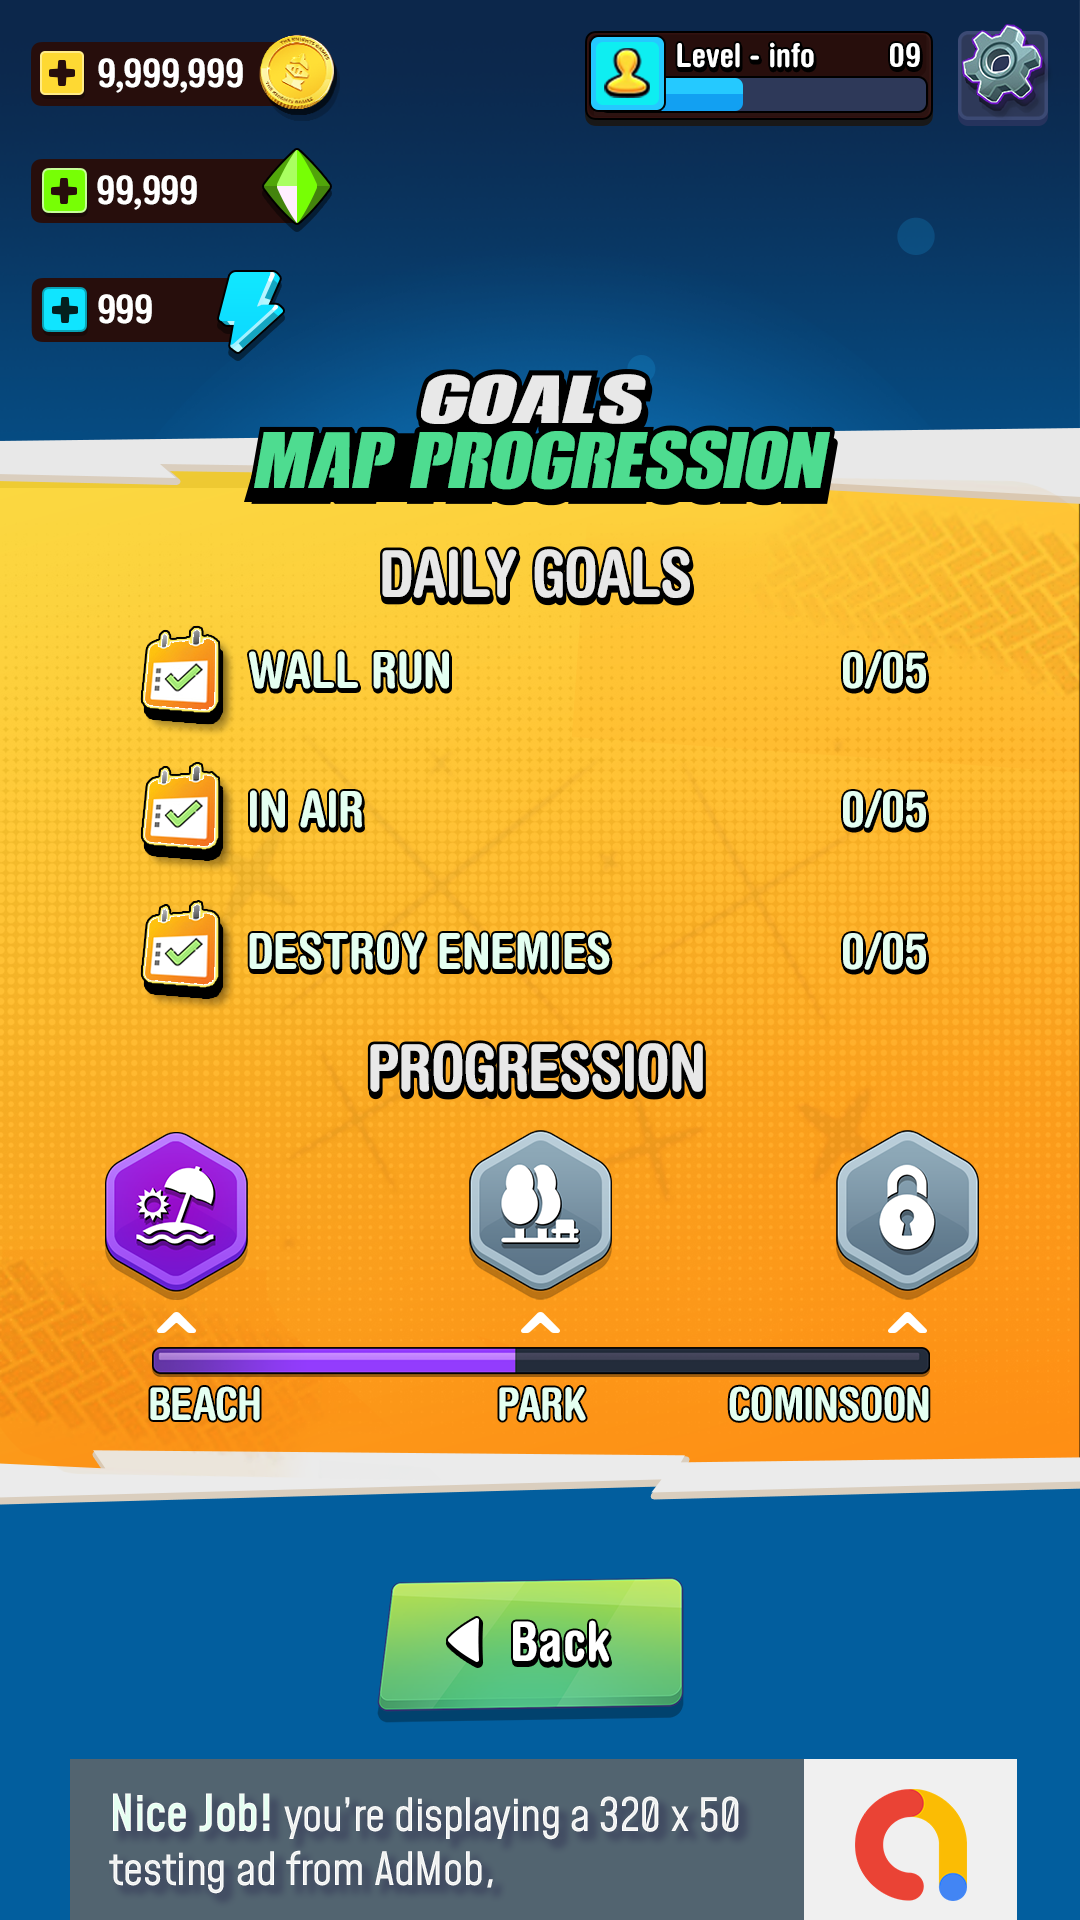 9,999,999
Level - info 09
99,999
999
GOALS
MAP PROGRESSION
DAILY GOALS
WALL RUN 0/05
IN AIR 0/05
DESTROY ENEMIES 0/05
PROGRESSION
BEACH PARK COMINSOON
Back
Nice Job! you're displaying a 320 x 50
testing ad from AdMob,